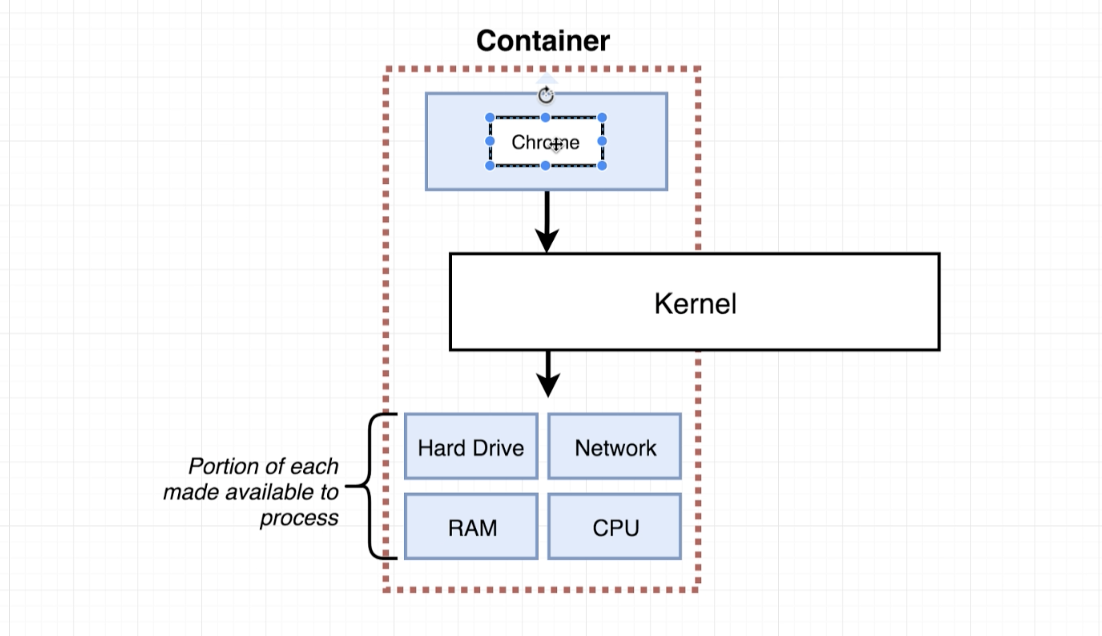 Container
Chrome
Kernel
Hard Drive
Network
Portion of each
made available to
process
RAM
CPU